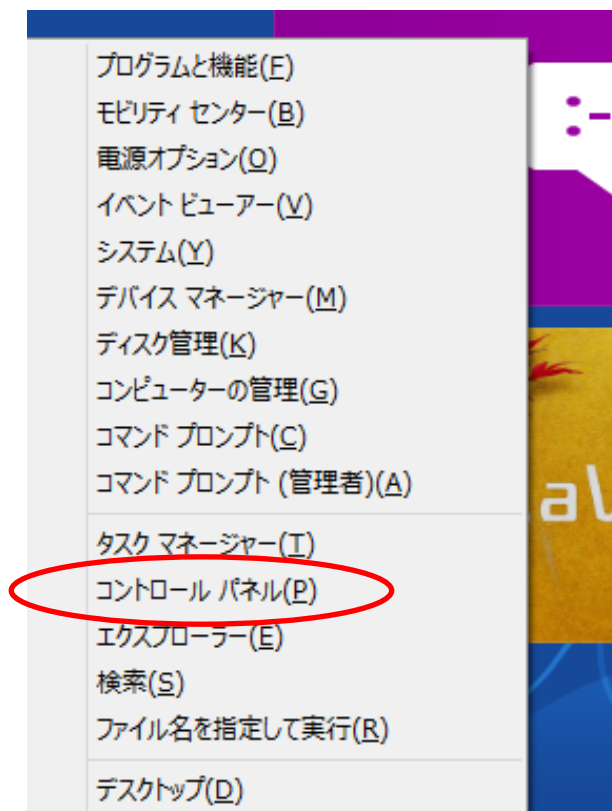 プログラムと機能(F)
モビリティ センター(B)
電源オプション(O)
イベント ビューアー(V)
システム(Y)
デバイス マネージャー(M)
ディスク管理(K)
コンピューターの管理(G)
コマンド プロンプト(C)
コマンド プロンプト (管理者)(A)
タスク マネージャー(T)
コントロール パネル(P)
エクスプローラー(E)
検索(S)
ファイル名を指定して実行(R)
デスクトップ(D)
:-
al